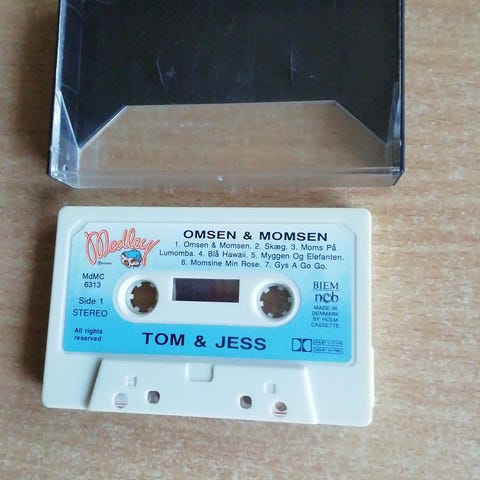 Medley
OMSEN & MOMSEN
1. Omsen & Momsen. 2. Skæg. 3. Moms På
Lumomba. 4. Blå Hawaii. 5. Myggen Og Elefanten.
6. Momsine Min Rose. 7. Gys A Go Go.
MdMC
6313
Side 1
STEREO
All rights
reserved
BIEM
ncb
MADE IN
DENMARK
BY HOLM
CASSETTE
TOM & JESS
DOLBY SYSTEM